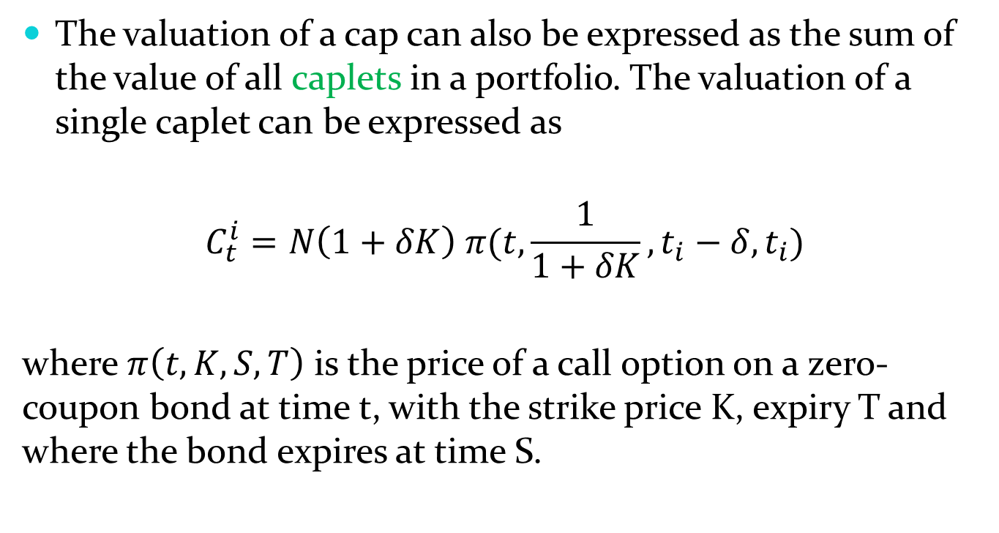 • The valuation of a cap can also be expressed as the sum of
the value of all caplets in a portfolio. The valuation of a
single caplet can be expressed as
$C_t^i = N(1 + \delta K)\, \pi(t, \frac{1}{1 + \delta K}, t_i - \delta, t_i)$
where $\pi(t, K, S, T)$ is the price of a call option on a zero-
coupon bond at time t, with the strike price K, expiry T and
where the bond expires at time S.